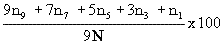 9n₉ + 7n₇ + 5n₅ + 3n₃ + n₁
9N
x 100